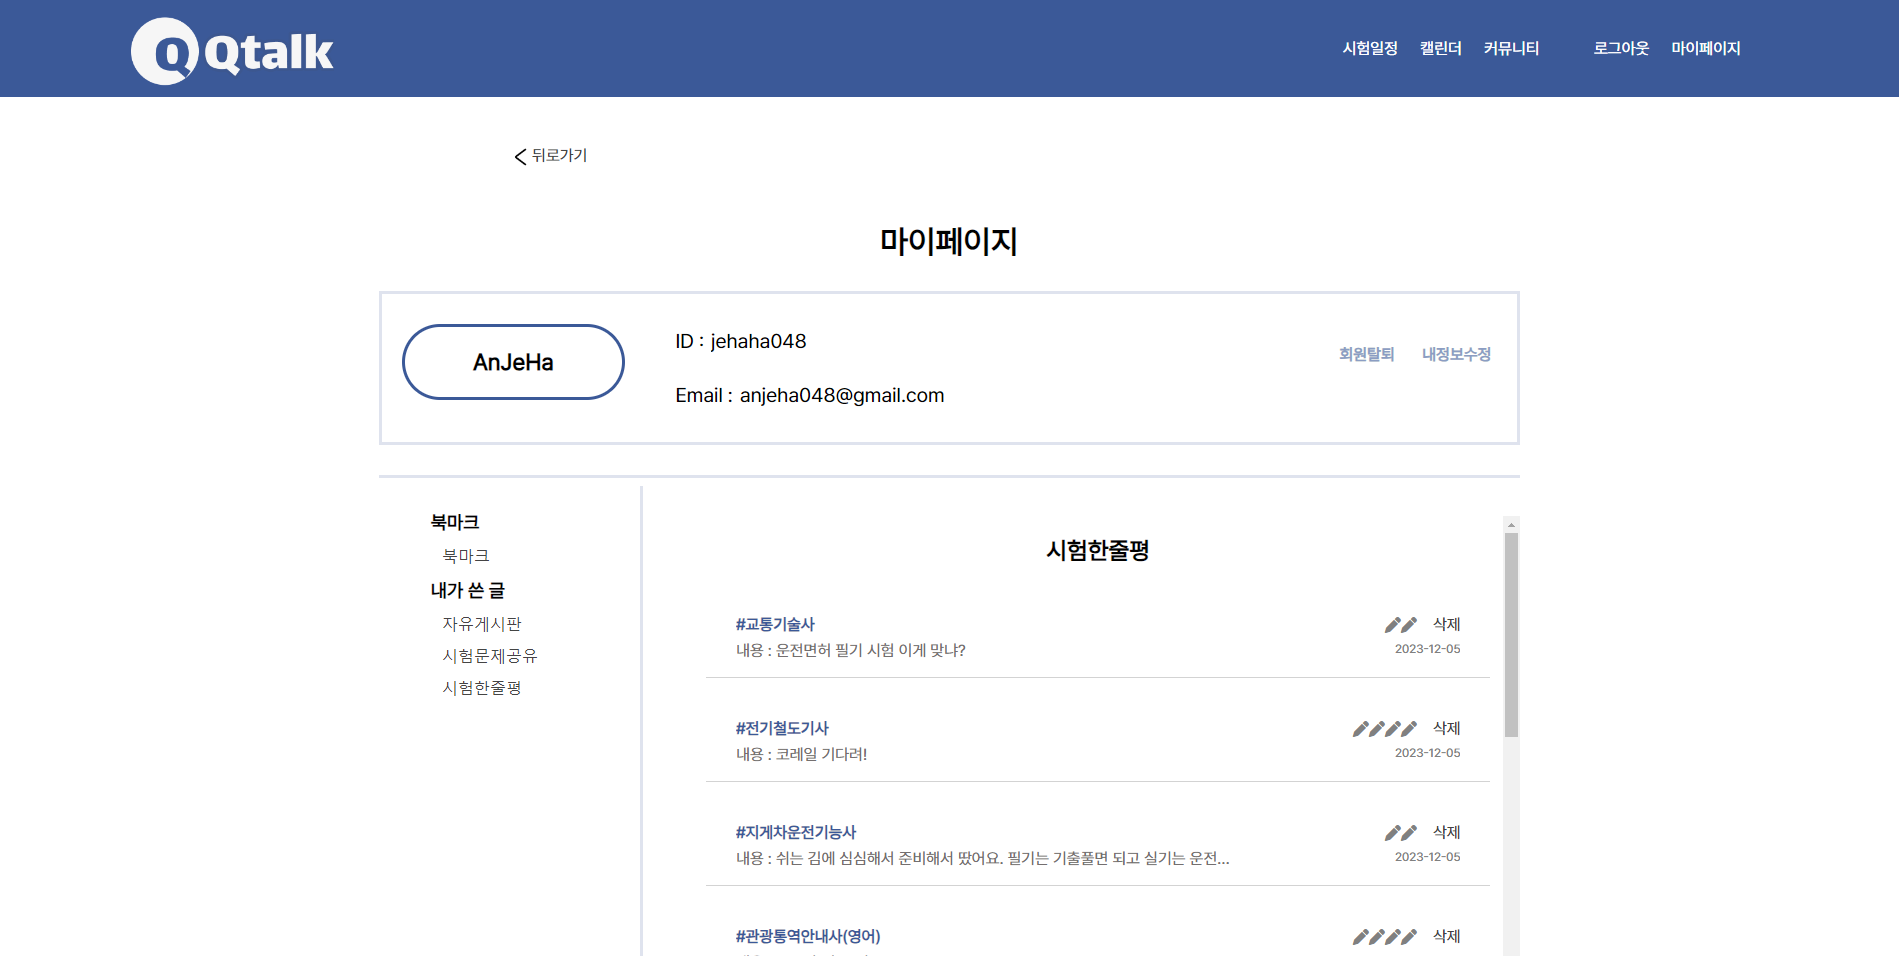 Qtalk
시험일정 캘린더 커뮤니티 로그아웃 마이페이지
뒤로가기
마이페이지
AnJeHa
ID : jehaha048
Email : anjeha048@gmail.com
회원탈퇴 내정보수정
북마크
북마크
내가 쓴 글
자유게시판
시험문제공유
시험한줄평
시험한줄평
#교통기술사 삭제
내용 : 운전면허 필기 시험 이게 맞냐? 2023-12-05
#전기철도기사 삭제
내용 : 코레일 기다려! 2023-12-05
#지게차운전기능사 삭제
내용 : 쉬는 김에 심심해서 준비해서 땄어요. 필기는 기출풀면 되고 실기는 운전... 2023-12-05
#관광통역안내사(영어) 삭제